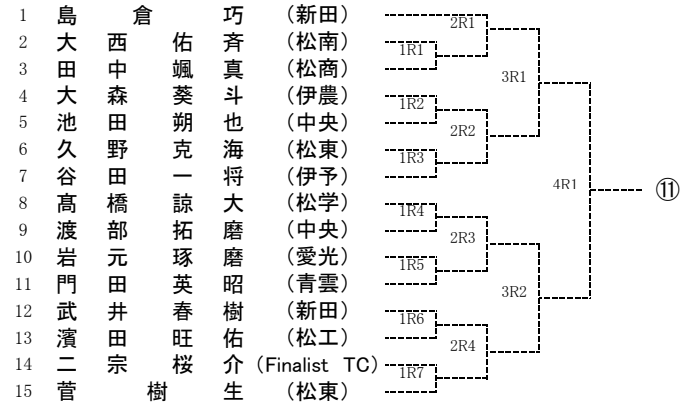 1 島 倉 巧 (新田)
2 大 西 佑 斉 (松南)
3 田 中 颯 真 (松商)
4 大 森 葵 斗 (伊農)
5 池 田 朔 也 (中央)
6 久 野 克 海 (松東)
7 谷 田 一 将 (伊予)
8 髙 橋 諒 大 (松学)
9 渡 部 拓 磨 (中央)
10 岩 元 琢 磨 (愛光)
11 門 田 英 昭 (青雲)
12 武 井 春 樹 (新田)
13 濱 田 旺 佑 (松工)
14 二 宗 桜 介 (Finalist TC)
15 菅 樹 生 (松東)
1R1
1R2
1R3
1R4
1R5
1R6
1R7
2R1
2R2
2R3
2R4
3R1
3R2
4R1
⑪